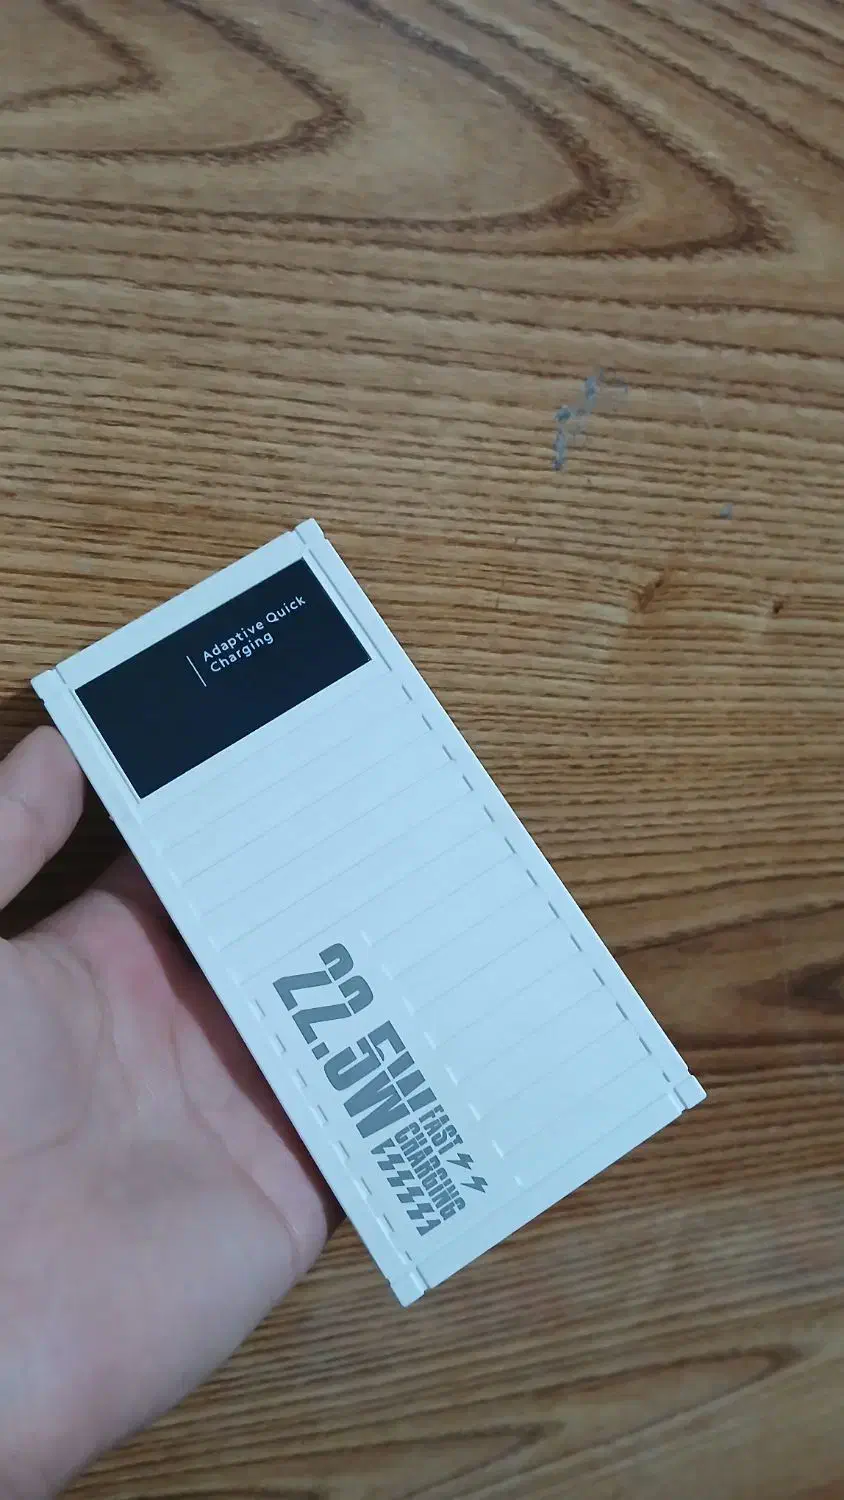 Adaptive Quick
Charging
22.5W
FAST
CHARGING